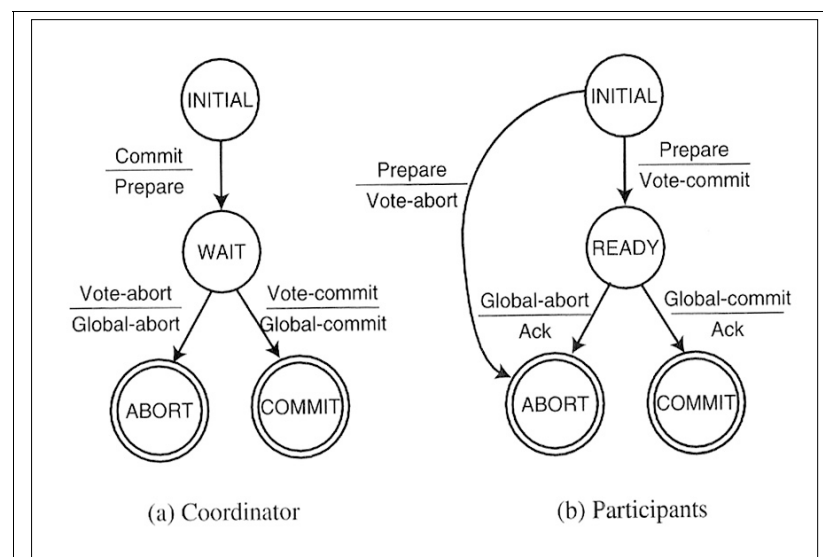 INITIAL
Commit
Prepare
WAIT
Vote-abort
Global-abort
Vote-commit
Global-commit
ABORT
COMMIT
(a) Coordinator
INITIAL
Prepare
Vote-abort
Prepare
Vote-commit
READY
Global-abort
Ack
Global-commit
Ack
ABORT
COMMIT
(b) Participants